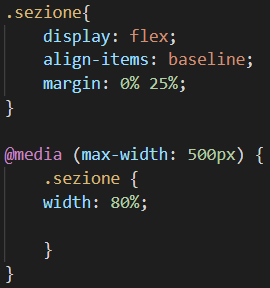 .sezione{
display: flex;
align-items: baseline;
margin: 0% 25%;
}
@media (max-width: 500px) {
.sezione {
width: 80%;
}
}